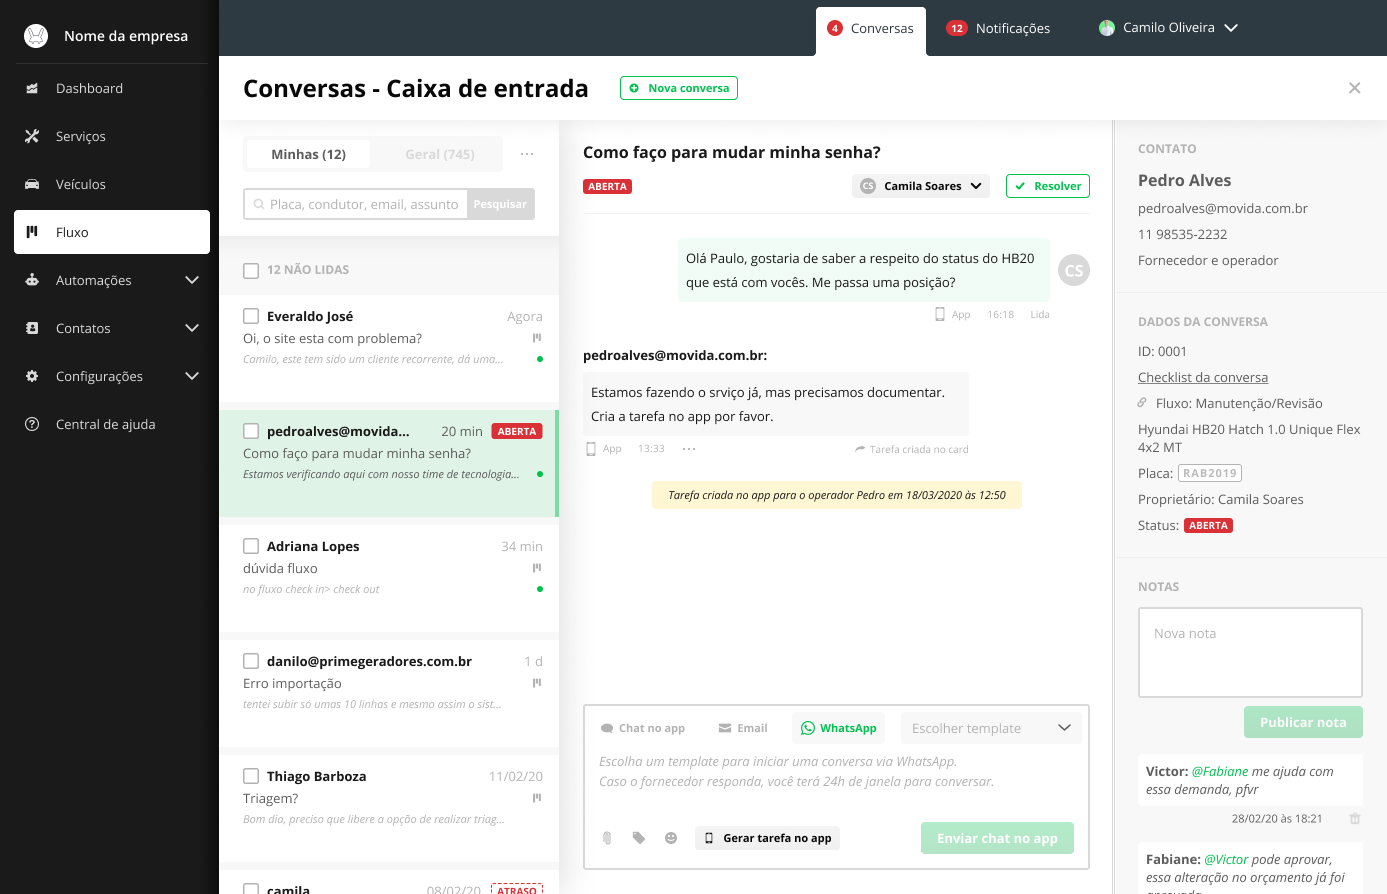 Nome da empresa
Dashboard
Serviços
Veículos
Fluxo
Automações
Contatos
Configurações
Central de ajuda
4 Conversas
12 Notificações
Camilo Oliveira
Conversas - Caixa de entrada
Nova conversa
Minhas (12)
Geral (745)
Placa, condutor, email, assunto
Pesquisar
12 NÃO LIDAS
Everaldo José Agora
Oi, o site esta com problema?
Camilo, este tem sido um cliente recorrente, dá uma...
pedroalves@movida... 20 min ABERTA
Como faço para mudar minha senha?
Estamos verificando aqui com nosso time de tecnologia...
Adriana Lopes 34 min
dúvida fluxo
no fluxo check in> check out
danilo@primegeradores.com.br 1 d
Erro importação
tentei subir só umas 10 linhas e mesmo assim o sist...
Thiago Barboza 11/02/20
Triagem?
Bom dia, preciso que libere a opção de realizar triag...
camila 08/02/20 ATRASO
Como faço para mudar minha senha?
ABERTA
CS Camila Soares
Resolver
Olá Paulo, gostaria de saber a respeito do status do HB20
que está com vocês. Me passa uma posição?
CS
App 16:18 Lida
pedroalves@movida.com.br:
Estamos fazendo o srviço já, mas precisamos documentar.
Cria a tarefa no app por favor.
App 13:33 ... Tarefa criada no card
Tarefa criada no app para o operador Pedro em 18/03/2020 às 12:50
Chat no app
Email
WhatsApp
Escolher template
Escolha um template para iniciar uma conversa via WhatsApp.
Caso o fornecedor responda, você terá 24h de janela para conversar.
Gerar tarefa no app
Enviar chat no app
CONTATO
Pedro Alves
pedroalves@movida.com.br
11 98535-2232
Fornecedor e operador
DADOS DA CONVERSA
ID: 0001
Checklist da conversa
Fluxo: Manutenção/Revisão
Hyundai HB20 Hatch 1.0 Unique Flex
4x2 MT
Placa: RAB2019
Proprietário: Camila Soares
Status: ABERTA
NOTAS
Nova nota
Publicar nota
Victor: @Fabiane me ajuda com
essa demanda, pfvr
28/02/20 às 18:21
Fabiane: @Victor pode aprovar,
essa alteração no orçamento já foi
aprovada